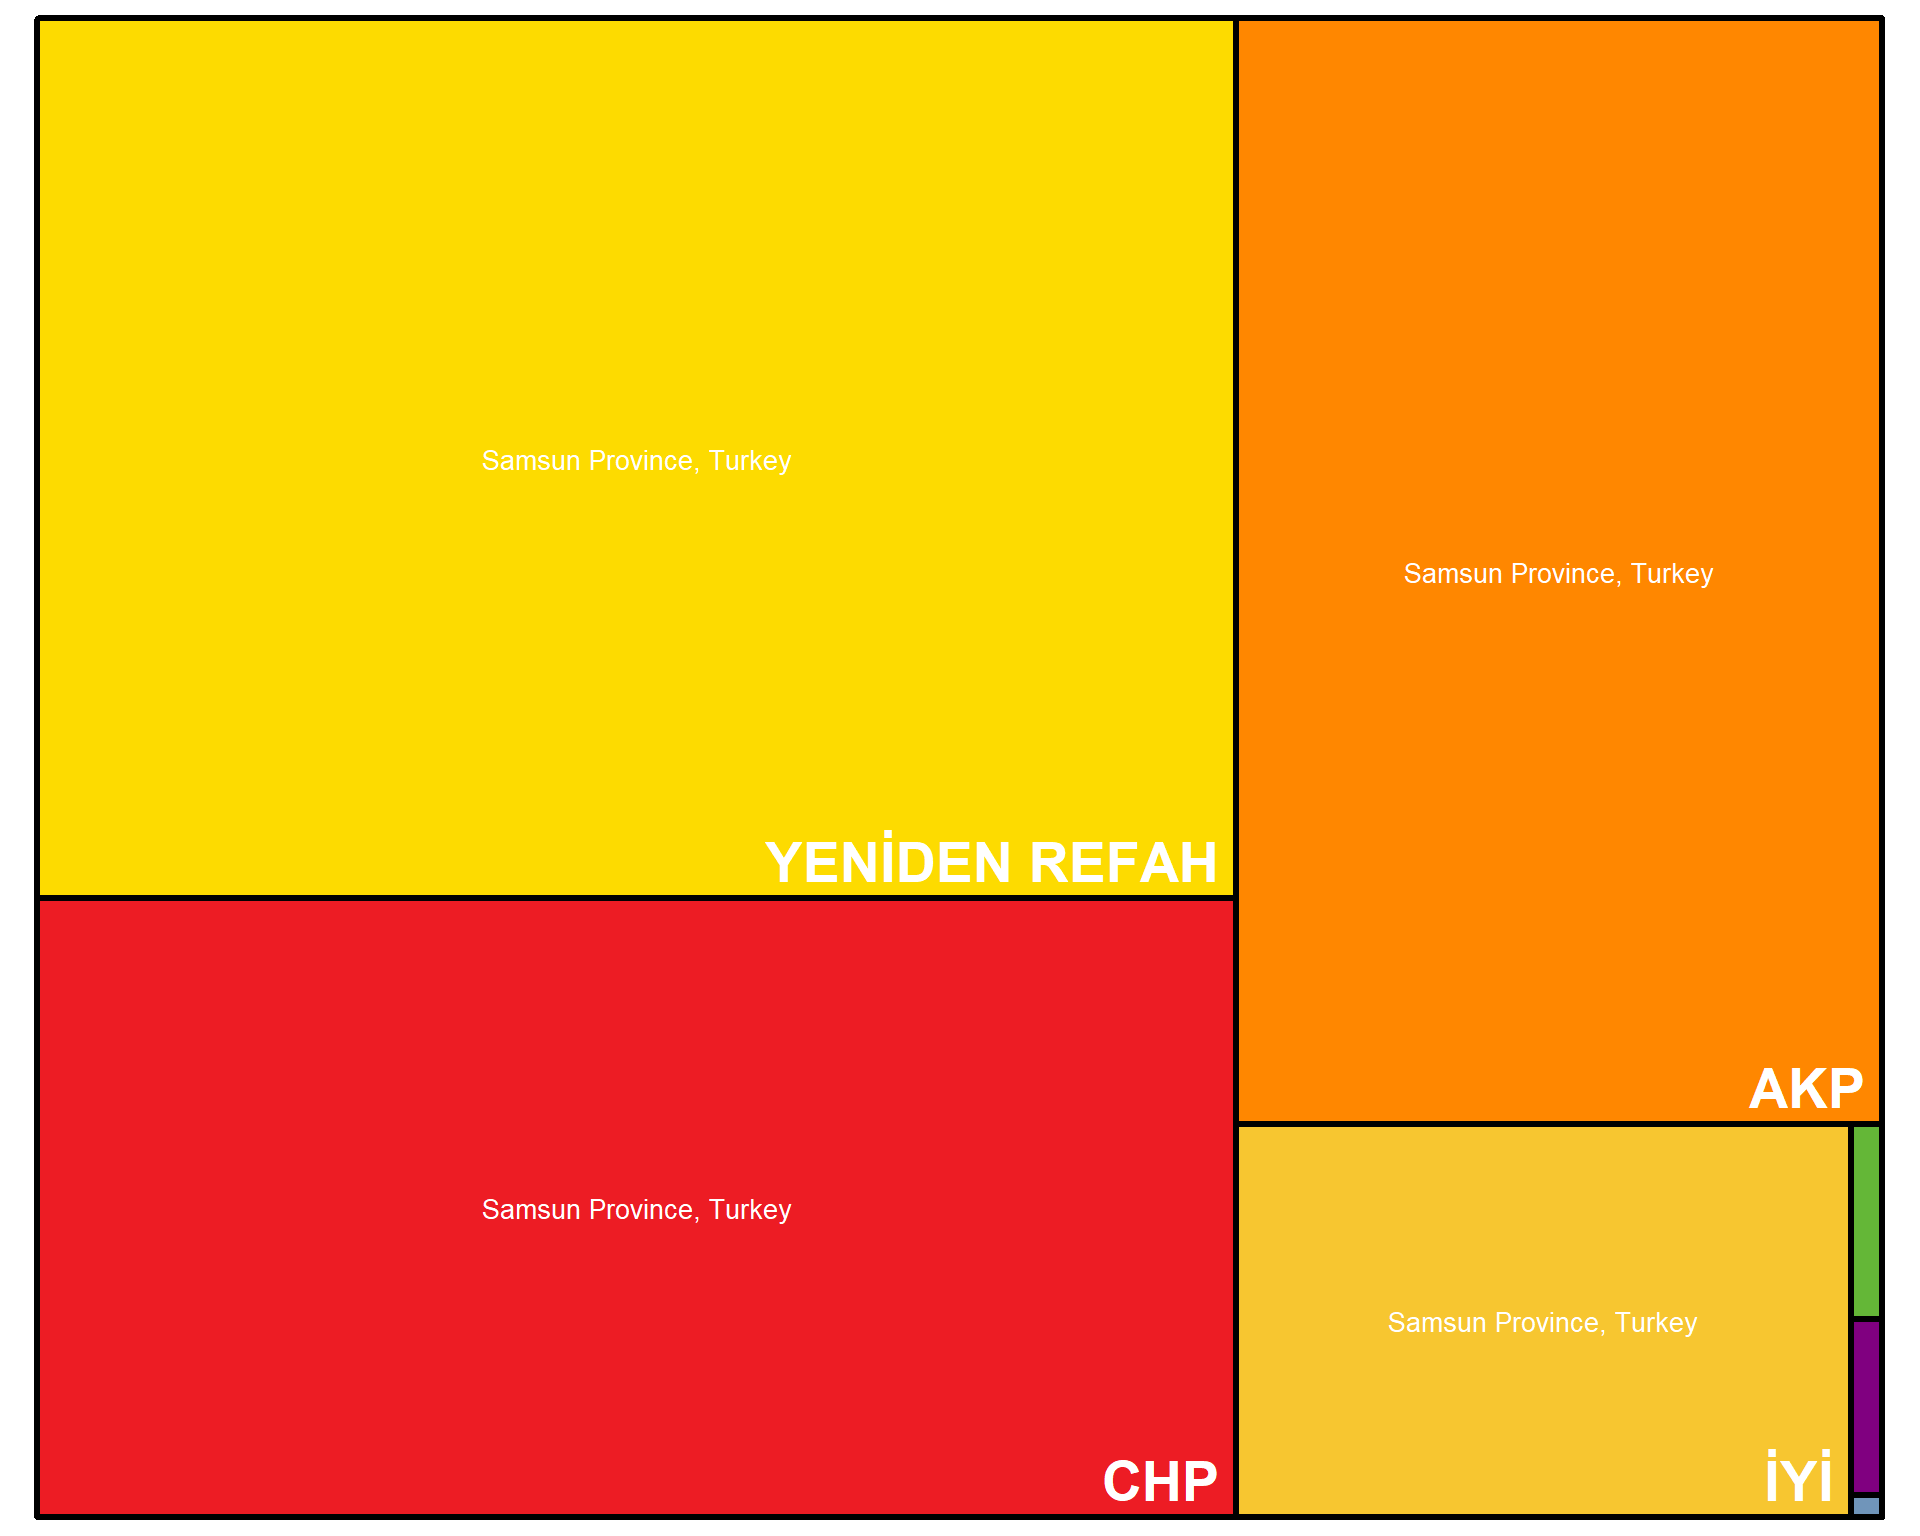 Samsun Province, Turkey
YENİDEN REFAH
Samsun Province, Turkey
AKP
Samsun Province, Turkey
CHP
Samsun Province, Turkey
İYİ